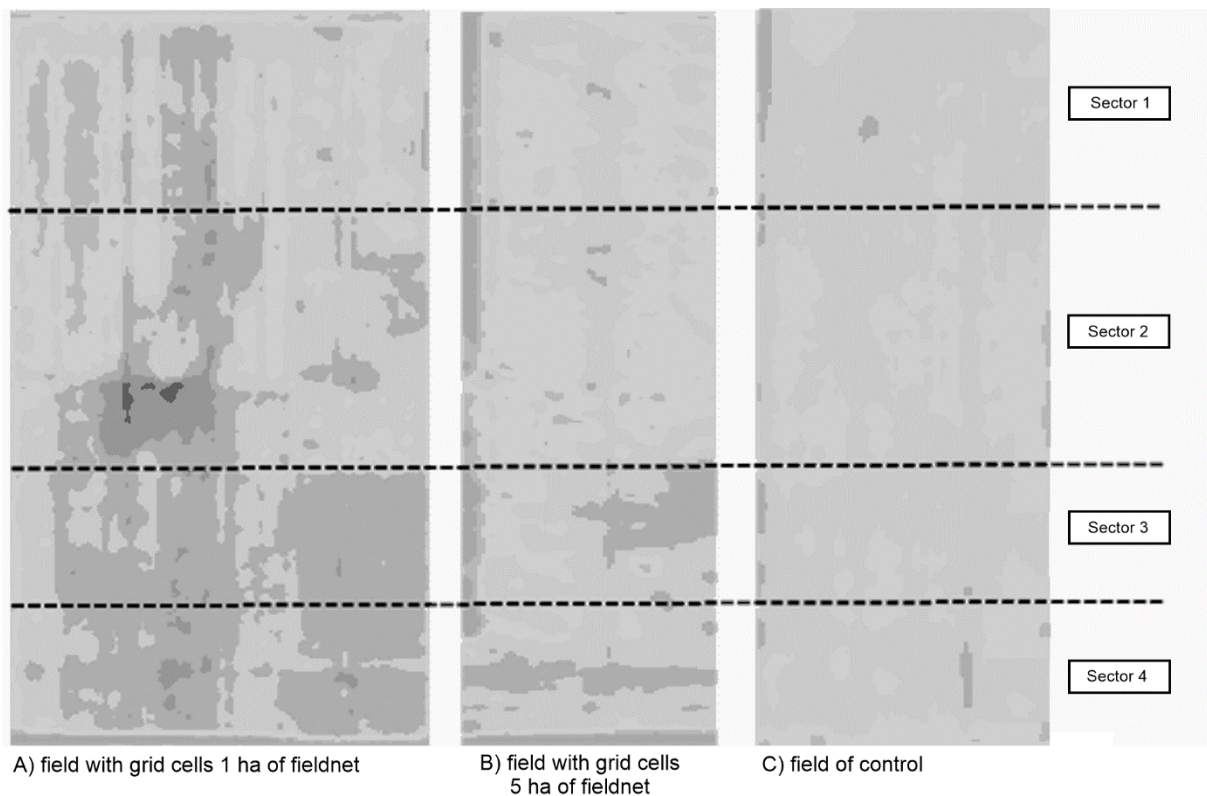 Sector 1
Sector 2
Sector 3
Sector 4
A) field with grid cells 1 ha of fieldnet
B) field with grid cells
5 ha of fieldnet
C) field of control